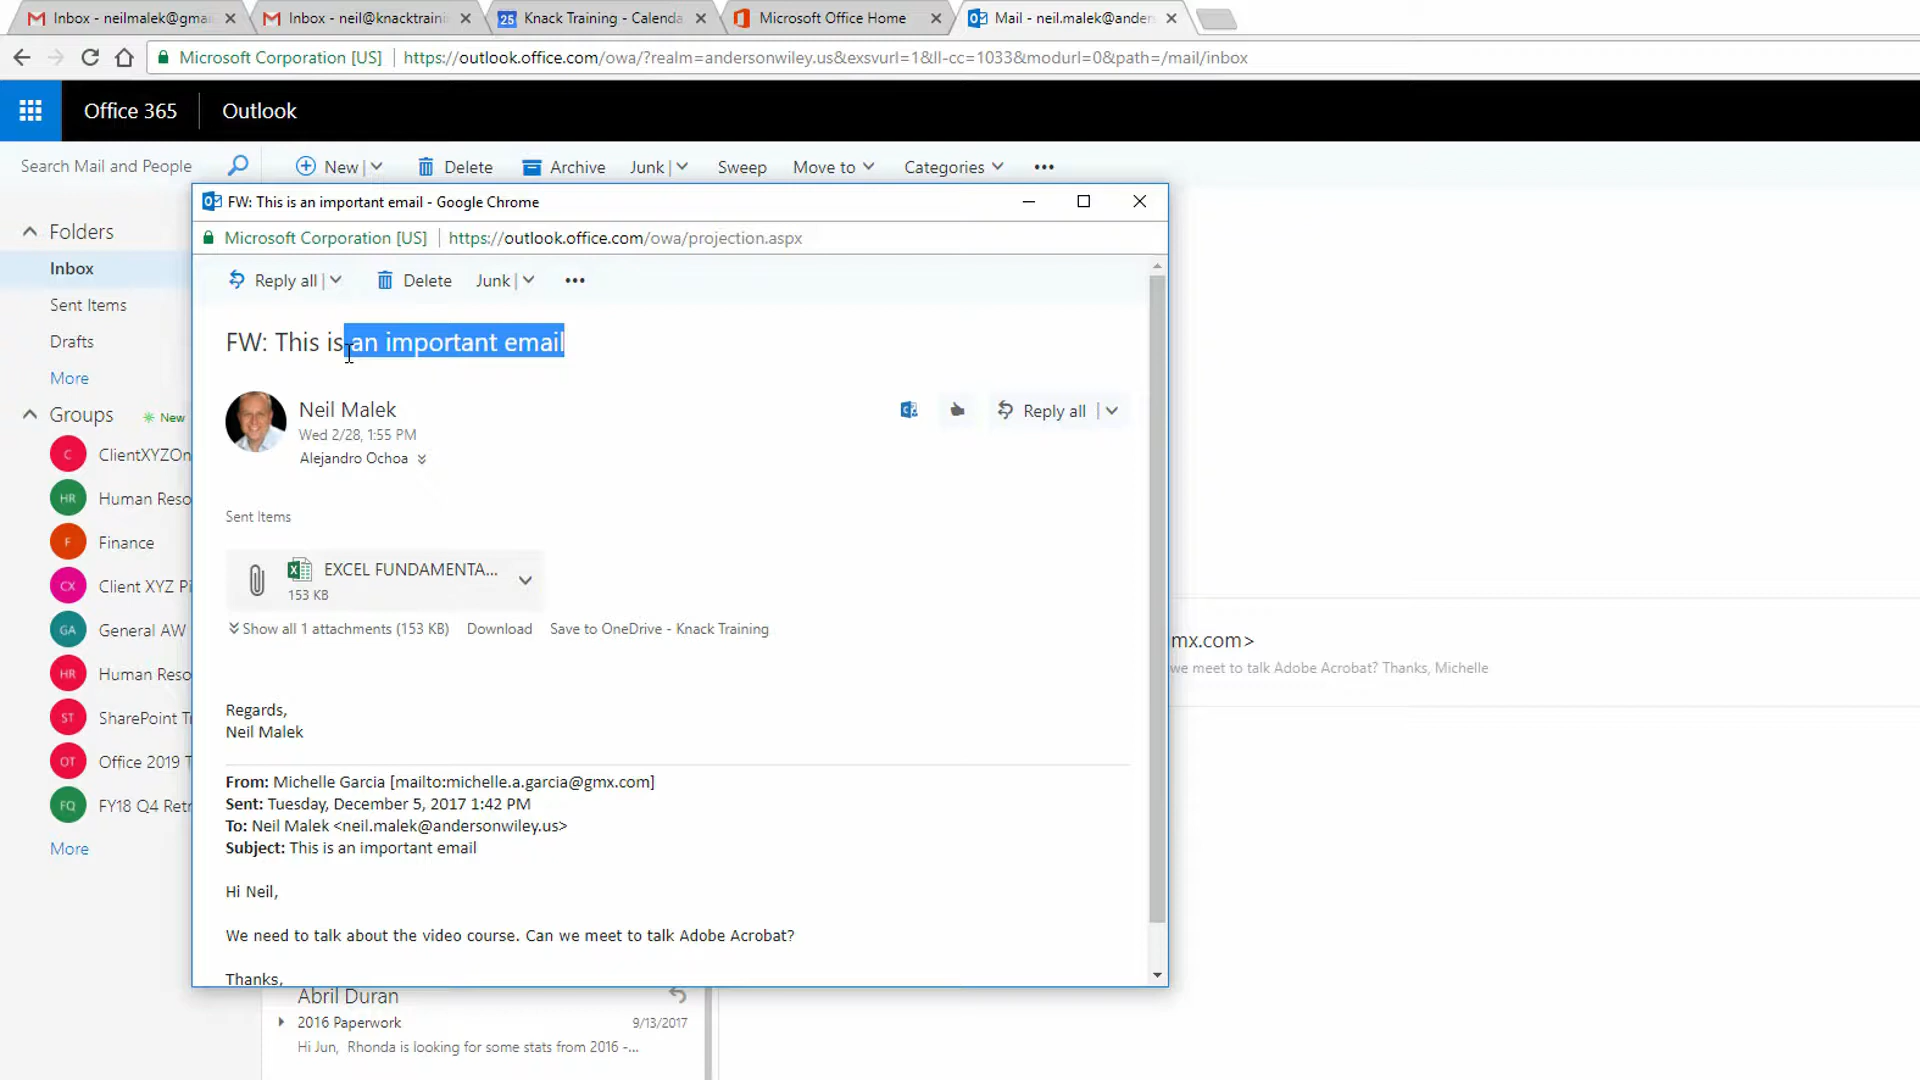 Inbox - neilmalek@gmai
Inbox - neil@knacktraini
Knack Training - Calenda
Microsoft Office Home
Mail - neil.malek@anders
Microsoft Corporation [US] https://outlook.office.com/owa/?realm=andersonwiley.us&exsvurl=1&ll-cc=1033&modurl=0&path=/mail/inbox
Office 365 Outlook
Search Mail and People
New Delete Archive Junk Sweep Move to Categories
FW: This is an important email - Google Chrome
Microsoft Corporation [US] https://outlook.office.com/owa/projection.aspx
Folders
Inbox
Sent Items
Drafts
More
Groups New
C ClientXYZOn
HR Human Reso
F Finance
CX Client XYZ Pi
GA General AW
HR Human Reso
ST SharePoint Tr
OT Office 2019 T
FQ FY18 Q4 Retr
More
Reply all Delete Junk
FW: This is an important email
Neil Malek
Wed 2/28, 1:55 PM
Alejandro Ochoa
Reply all
Sent Items
EXCEL FUNDAMENTA...
153 KB
Show all 1 attachments (153 KB) Download Save to OneDrive - Knack Training
Regards,
Neil Malek
From: Michelle Garcia [mailto:michelle.a.garcia@gmx.com]
Sent: Tuesday, December 5, 2017 1:42 PM
To: Neil Malek <neil.malek@andersonwiley.us>
Subject: This is an important email
Hi Neil,
We need to talk about the video course. Can we meet to talk Adobe Acrobat?
Thanks,
mx.com>
we meet to talk Adobe Acrobat? Thanks, Michelle
Abril Duran
2016 Paperwork 9/13/2017
Hi Jun, Rhonda is looking for some stats from 2016 -...